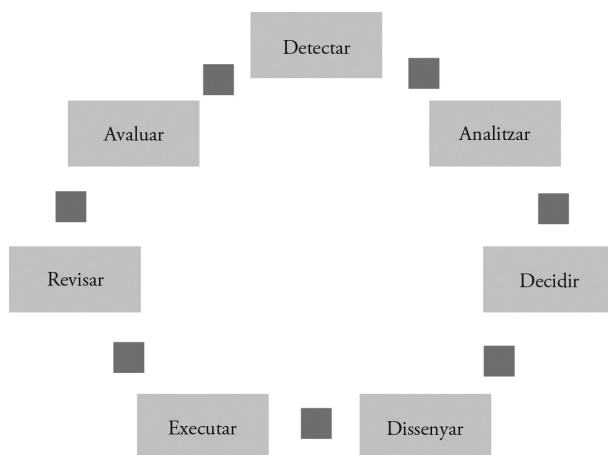 Detectar
Analitzar
Decidir
Dissenyar
Executar
Revisar
Avaluar